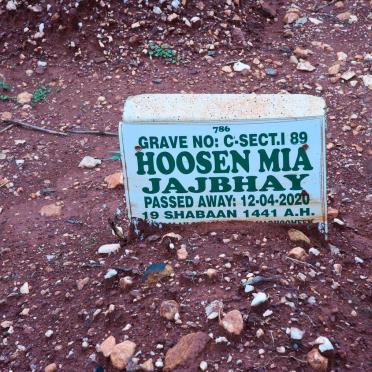 786
GRAVE NO: C-SECT.I 89
HOOSEN MIA
JAJBHAY
PASSED AWAY: 12-04-2020
19 SHABAAN 1441 A.H.